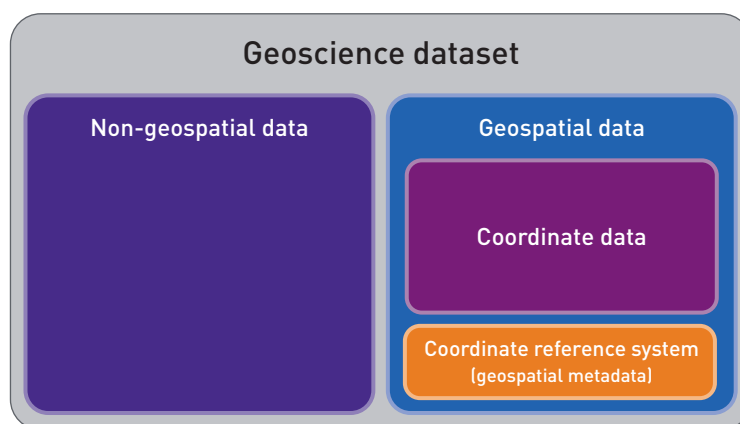 Geoscience dataset
Non-geospatial data
Geospatial data
Coordinate data
Coordinate reference system
(geospatial metadata)